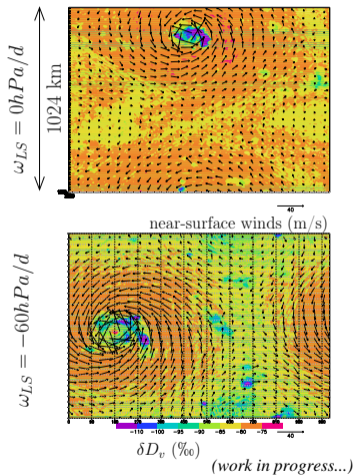 ω_LS = 0hPa/d
1024 km
40
near-surface winds (m/s)
ω_LS = −60hPa/d
−110 −100 −95 −90 −85 −80 −75
40
δD_v (‰)
(work in progress...)